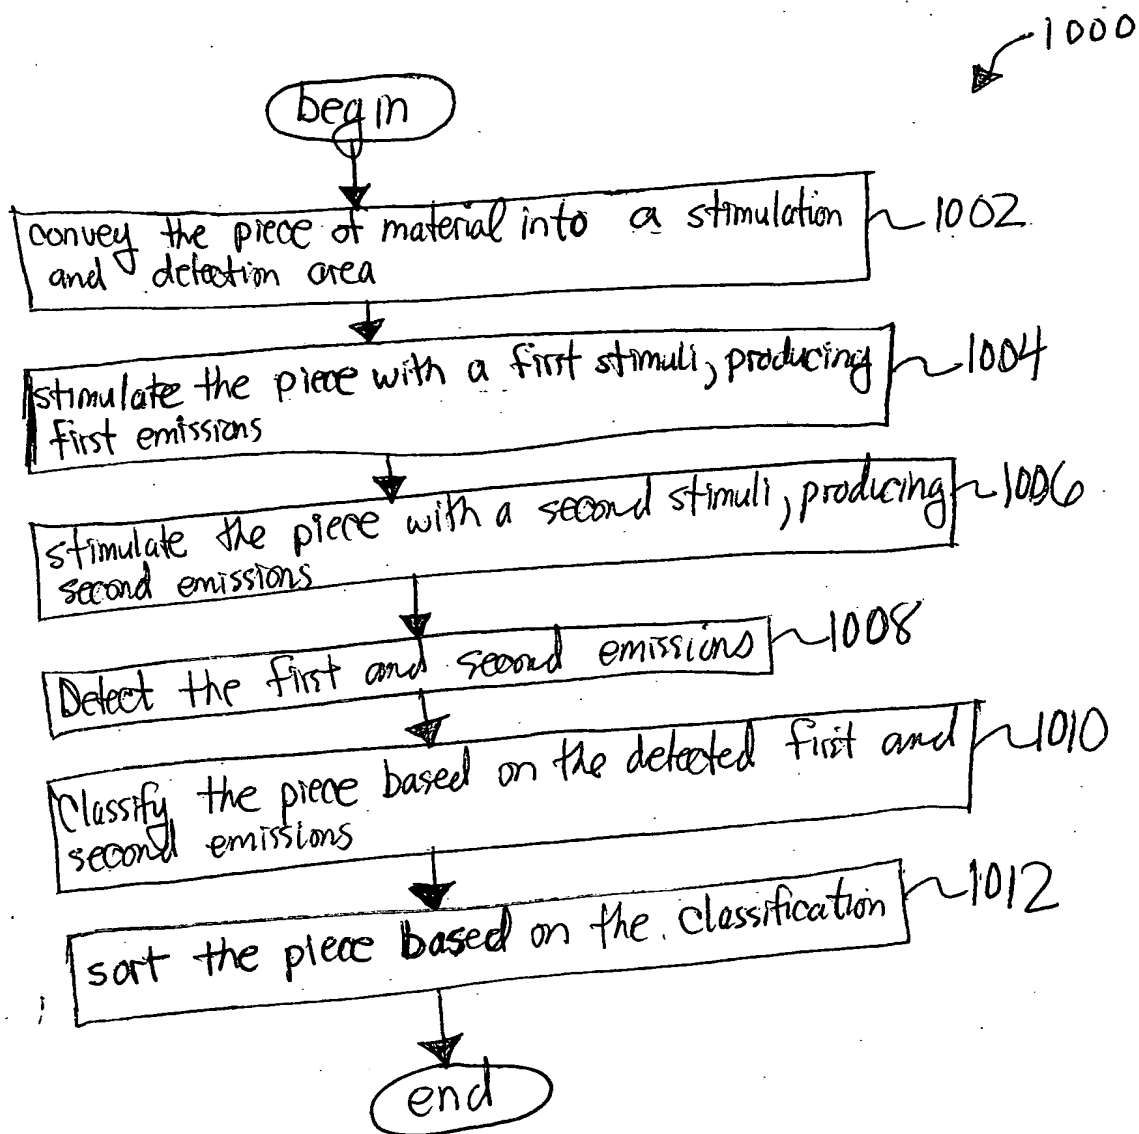 1000
begin
convey the piece of material into a stimulation
and detection area
1002
stimulate the piece with a first stimuli, producing
first emissions
1004
stimulate the piece with a second stimuli, producing
second emissions
1006
Detect the first and second emissions
1008
Classify the piece based on the detected first and
second emissions
1010
sort the piece based on the classification
1012
end